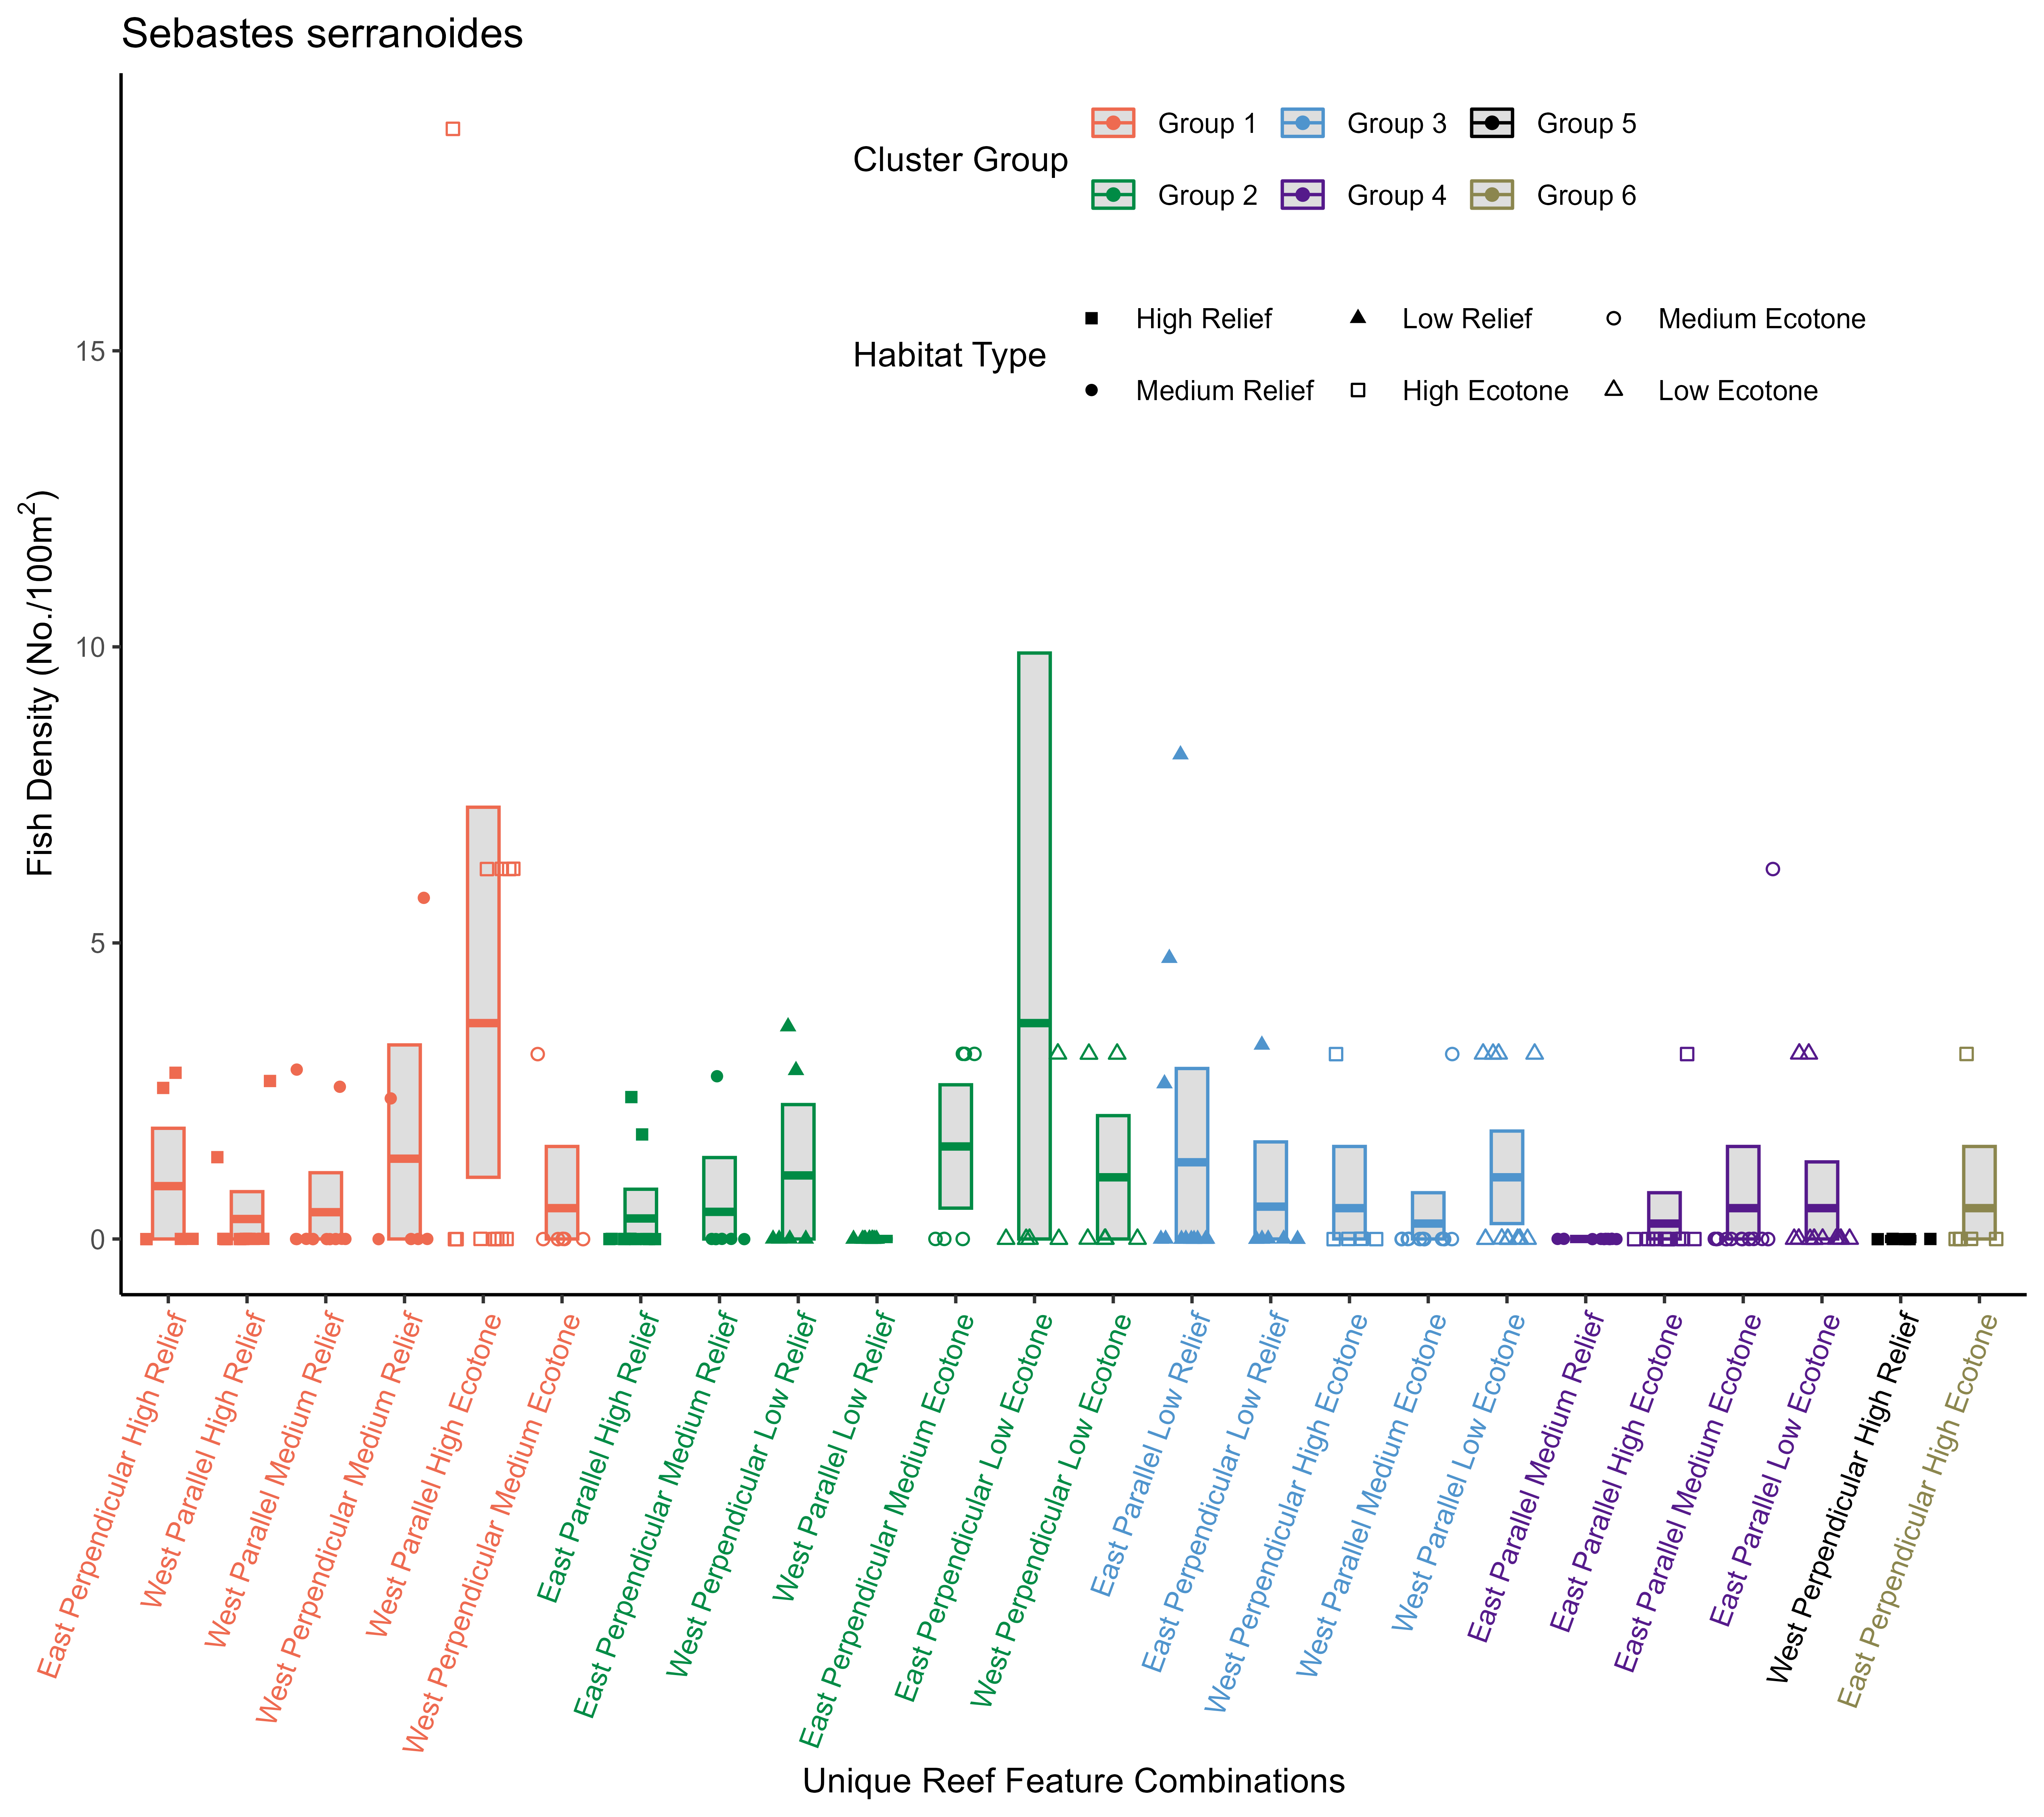 Sebastes serranoides
Cluster Group
Group 1
Group 3
Group 5
Group 2
Group 4
Group 6
Habitat Type
High Relief
Low Relief
Medium Ecotone
Medium Relief
High Ecotone
Low Ecotone
Fish Density (No./100m²)
15
10
5
0
East Perpendicular High Relief
West Parallel High Relief
West Parallel Medium Relief
West Perpendicular Medium Relief
West Parallel High Ecotone
West Perpendicular Medium Ecotone
East Parallel High Relief
East Perpendicular Medium Relief
West Perpendicular Low Relief
West Parallel Low Relief
East Perpendicular Medium Ecotone
East Perpendicular Low Ecotone
West Perpendicular Low Ecotone
East Parallel Low Relief
East Perpendicular Low Relief
West Perpendicular High Ecotone
West Parallel Medium Ecotone
West Parallel Low Ecotone
East Parallel Medium Relief
East Parallel High Ecotone
East Parallel Medium Ecotone
East Parallel Low Ecotone
West Perpendicular High Relief
East Perpendicular High Ecotone
Unique Reef Feature Combinations